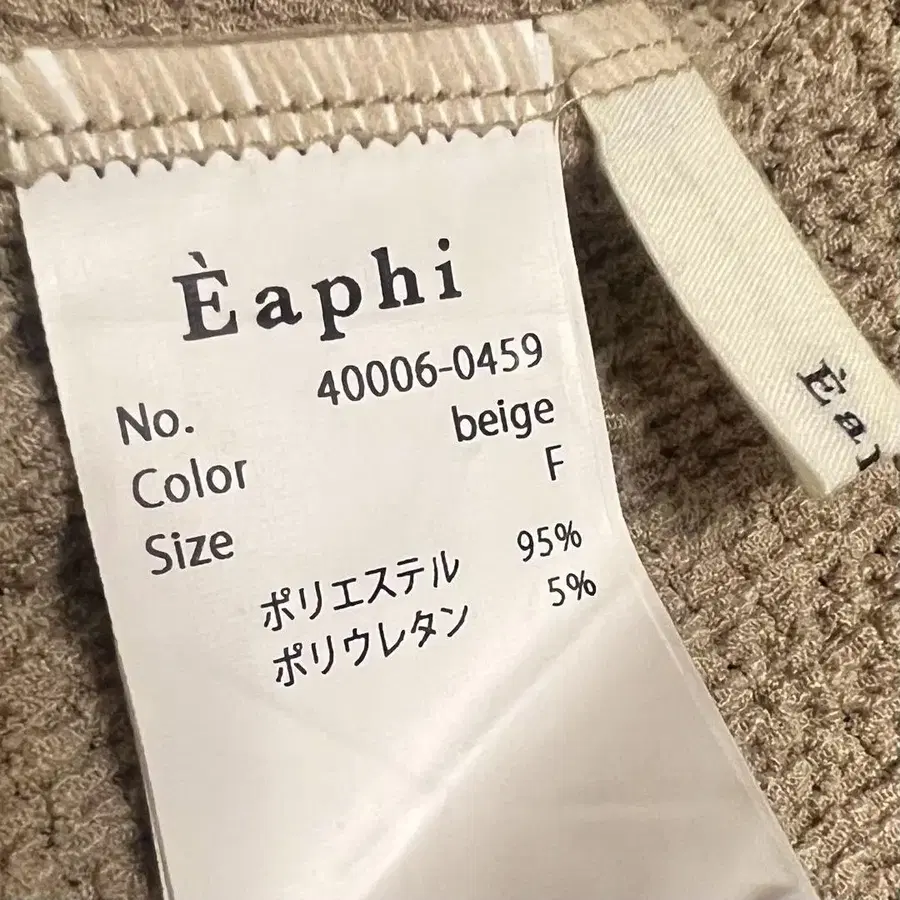 Èaphi
No. 40006-0459
Color beige
Size F
ポリエステル 95%
ポリウレタン 5%
Èa